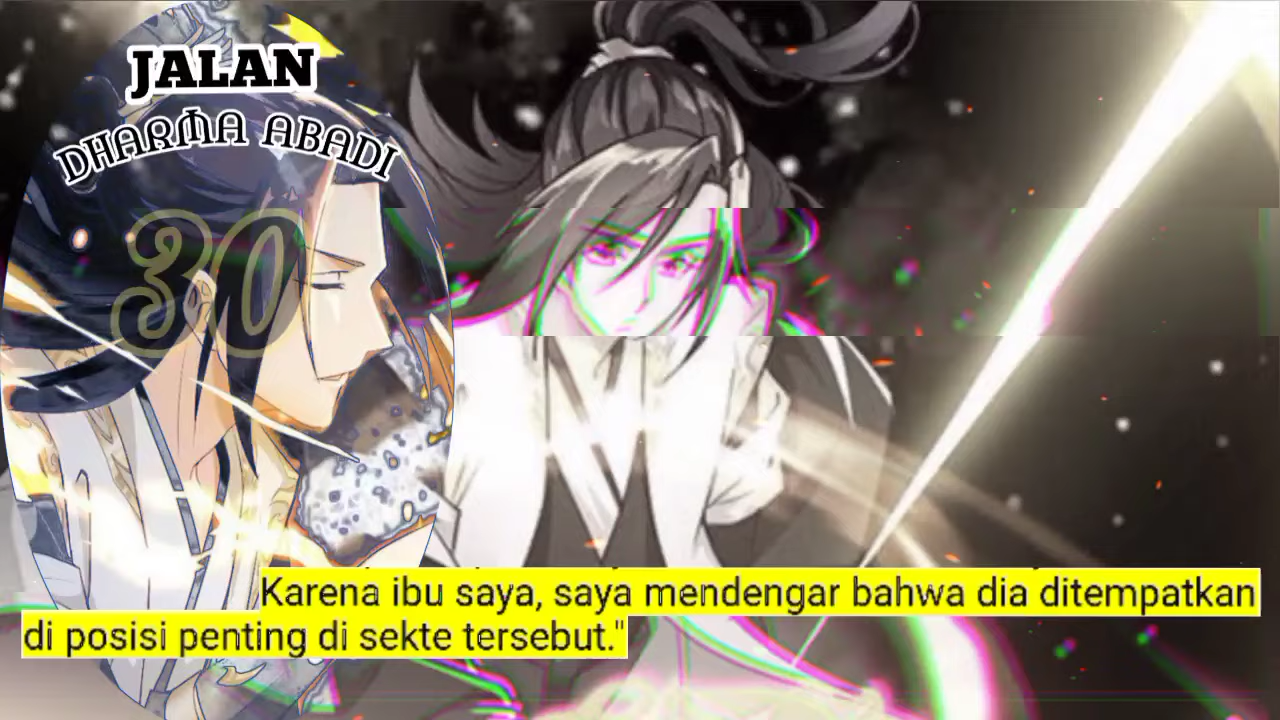 JALAN
DHARMA ABADI
30
Karena ibu saya, saya mendengar bahwa dia ditempatkan
di posisi penting di sekte tersebut."